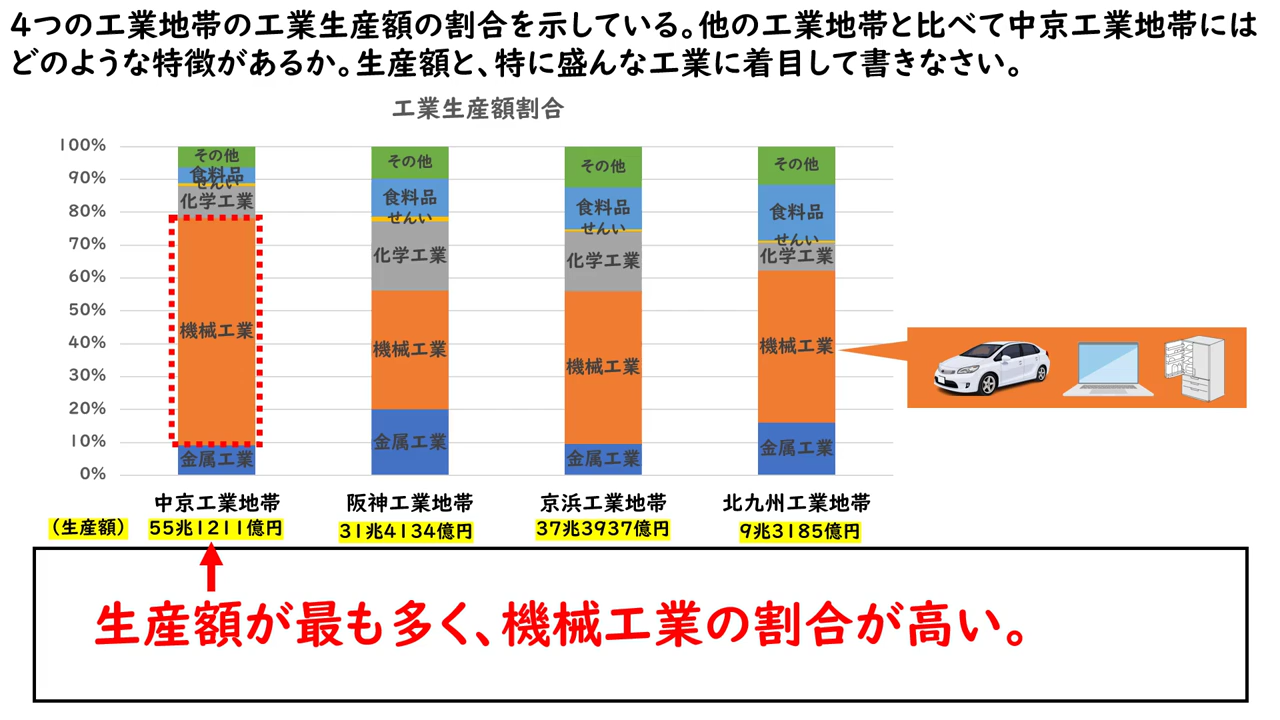 4つの工業地帯の工業生産額の割合を示している。他の工業地帯と比べて中京工業地帯には
どのような特徴があるか。生産額と、特に盛んな工業に着目して書きなさい。
工業生産額割合
100%
90%
80%
70%
60%
50%
40%
30%
20%
10%
0%
その他
食料品
せんい
化学工業
機械工業
金属工業
その他
食料品
せんい
化学工業
機械工業
金属工業
その他
食料品
せんい
化学工業
機械工業
金属工業
その他
食料品
せんい
化学工業
機械工業
金属工業
中京工業地帯 阪神工業地帯 京浜工業地帯 北九州工業地帯
(生産額) 55兆1211億円 31兆4134億円 37兆3937億円 9兆3185億円
生産額が最も多く、機械工業の割合が高い。